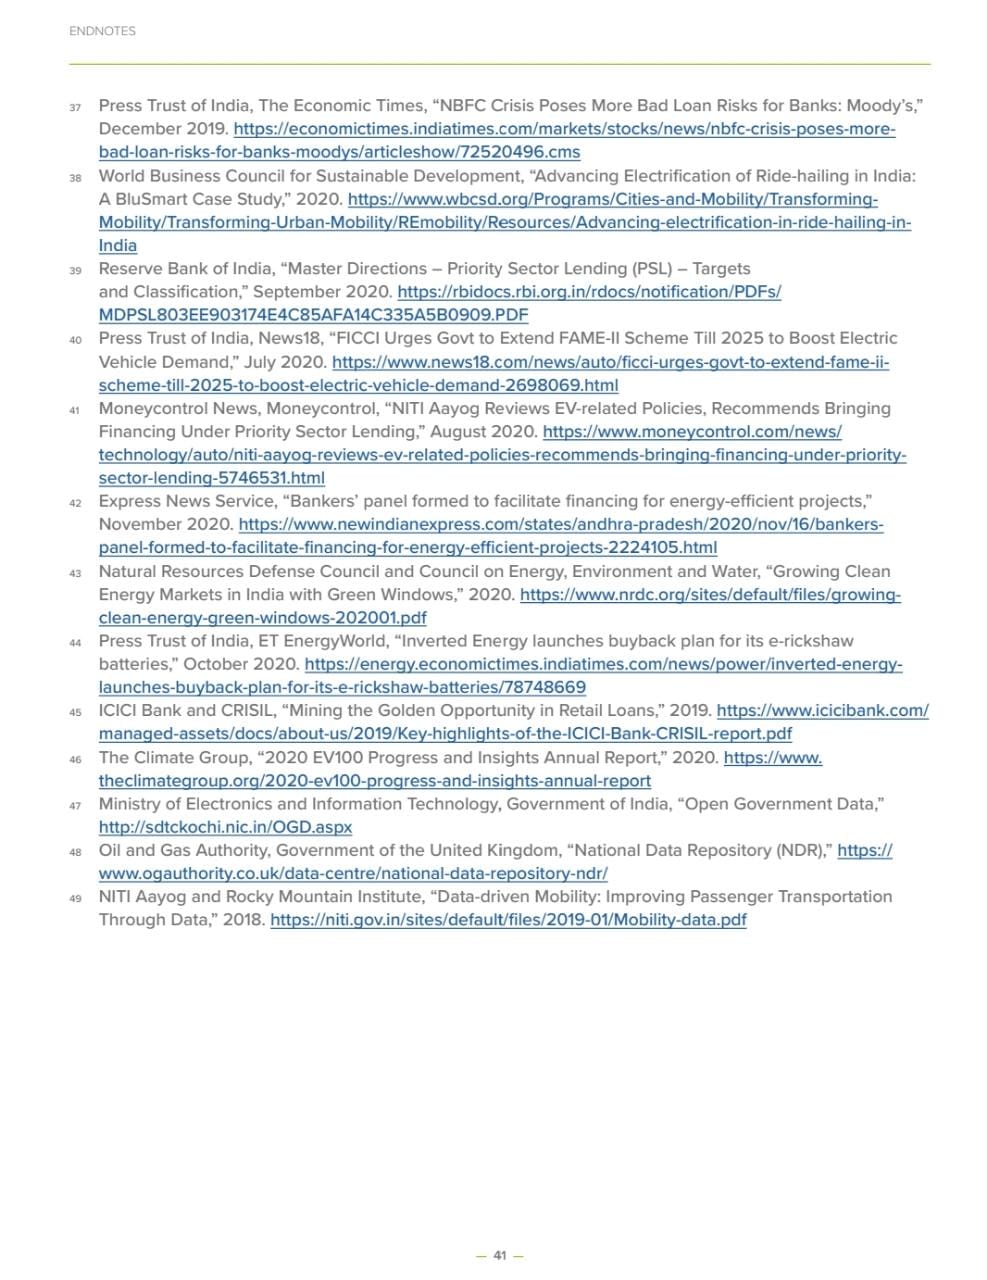 ENDNOTES
37 Press Trust of India, The Economic Times, “NBFC Crisis Poses More Bad Loan Risks for Banks: Moody’s,”
December 2019. https://economictimes.indiatimes.com/markets/stocks/news/nbfc-crisis-poses-more-
bad-loan-risks-for-banks-moodys/articleshow/72520496.cms
38 World Business Council for Sustainable Development, “Advancing Electrification of Ride-hailing in India:
A BluSmart Case Study,” 2020. https://www.wbcsd.org/Programs/Cities-and-Mobility/Transforming-
Mobility/Transforming-Urban-Mobility/REmobility/Resources/Advancing-electrification-in-ride-hailing-in-
India
39 Reserve Bank of India, “Master Directions – Priority Sector Lending (PSL) – Targets
and Classification,” September 2020. https://rbidocs.rbi.org.in/rdocs/notification/PDFs/
MDPSL803EE903174E4C85AFA14C335A5B0909.PDF
40 Press Trust of India, News18, “FICCI Urges Govt to Extend FAME-II Scheme Till 2025 to Boost Electric
Vehicle Demand,” July 2020. https://www.news18.com/news/auto/ficci-urges-govt-to-extend-fame-ii-
scheme-till-2025-to-boost-electric-vehicle-demand-2698069.html
41 Moneycontrol News, Moneycontrol, “NITI Aayog Reviews EV-related Policies, Recommends Bringing
Financing Under Priority Sector Lending,” August 2020. https://www.moneycontrol.com/news/
technology/auto/niti-aayog-reviews-ev-related-policies-recommends-bringing-financing-under-priority-
sector-lending-5746531.html
42 Express News Service, “Bankers’ panel formed to facilitate financing for energy-efficient projects,”
November 2020. https://www.newindianexpress.com/states/andhra-pradesh/2020/nov/16/bankers-
panel-formed-to-facilitate-financing-for-energy-efficient-projects-2224105.html
43 Natural Resources Defense Council and Council on Energy, Environment and Water, “Growing Clean
Energy Markets in India with Green Windows,” 2020. https://www.nrdc.org/sites/default/files/growing-
clean-energy-green-windows-202001.pdf
44 Press Trust of India, ET EnergyWorld, “Inverted Energy launches buyback plan for its e-rickshaw
batteries,” October 2020. https://energy.economictimes.indiatimes.com/news/power/inverted-energy-
launches-buyback-plan-for-its-e-rickshaw-batteries/78748669
45 ICICI Bank and CRISIL, “Mining the Golden Opportunity in Retail Loans,” 2019. https://www.icicibank.com/
managed-assets/docs/about-us/2019/Key-highlights-of-the-ICICI-Bank-CRISIL-report.pdf
46 The Climate Group, “2020 EV100 Progress and Insights Annual Report,” 2020. https://www.
theclimategroup.org/2020-ev100-progress-and-insights-annual-report
47 Ministry of Electronics and Information Technology, Government of India, “Open Government Data,”
http://sdtckochi.nic.in/OGD.aspx
48 Oil and Gas Authority, Government of the United Kingdom, “National Data Repository (NDR),” https://
www.ogauthority.co.uk/data-centre/national-data-repository-ndr/
49 NITI Aayog and Rocky Mountain Institute, “Data-driven Mobility: Improving Passenger Transportation
Through Data,” 2018. https://niti.gov.in/sites/default/files/2019-01/Mobility-data.pdf
— 41 —